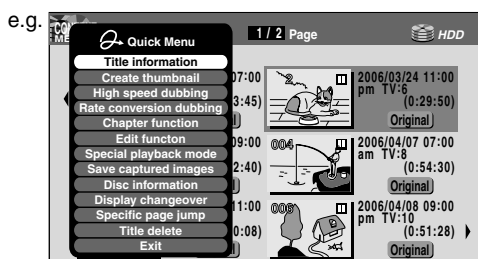 e.g.
CON
ME
Quick Menu
1 / 2 Page
HDD
Title information
Create thumbnail
High speed dubbing
Rate conversion dubbing
Chapter function
Edit functon
Special playback mode
Save captured images
Disc information
Display changeover
Specific page jump
Title delete
Exit
07:00
3:45)
2
2006/03/24 11:00
pm TV:6
(0:29:50)
Original
09:00
2:40)
004
2006/04/07 07:00
am TV:8
(0:54:30)
Original
11:00
0:08)
006
2006/04/08 09:00
pm TV:10
(0:51:28)
Original